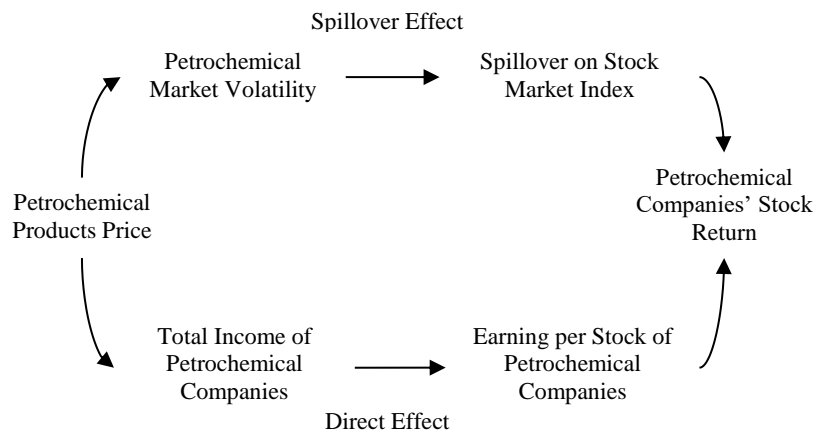 Spillover Effect
Petrochemical
Market Volatility
Spillover on Stock
Market Index
Petrochemical
Products Price
Petrochemical
Companies’ Stock
Return
Total Income of
Petrochemical
Companies
Earning per Stock of
Petrochemical
Companies
Direct Effect